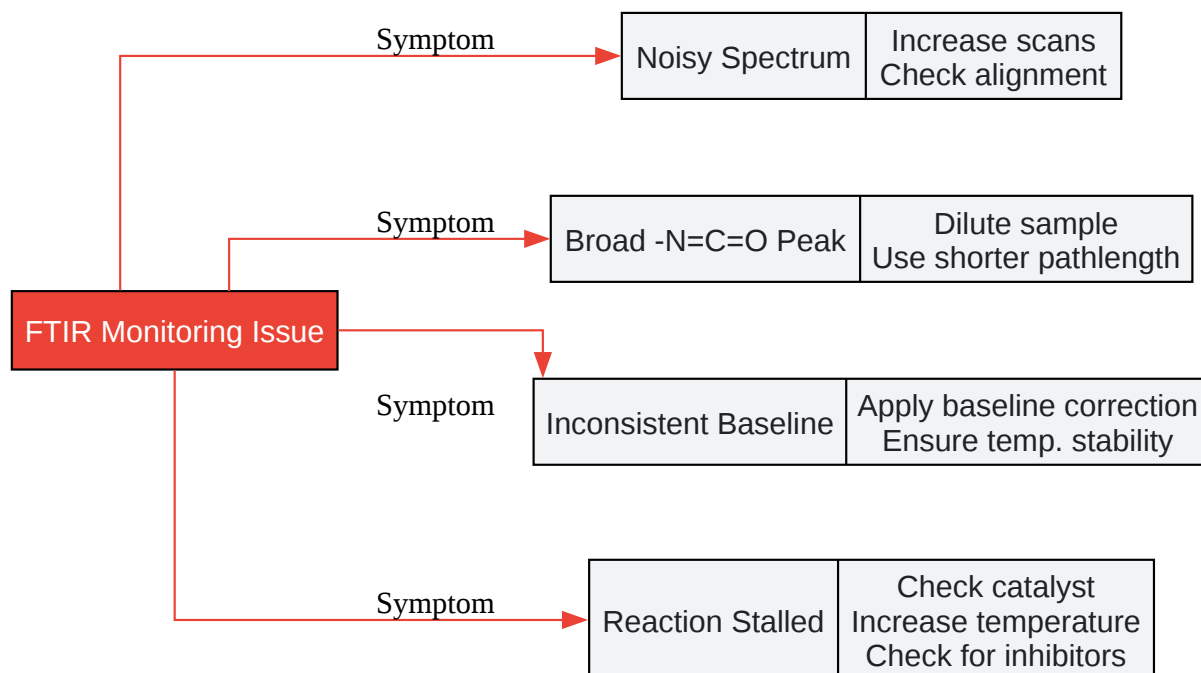 Symptom
Noisy Spectrum
Increase scans
Check alignment
Symptom
Broad -N=C=O Peak
Dilute sample
Use shorter pathlength
FTIR Monitoring Issue
Symptom
Inconsistent Baseline
Apply baseline correction
Ensure temp. stability
Symptom
Reaction Stalled
Check catalyst
Increase temperature
Check for inhibitors